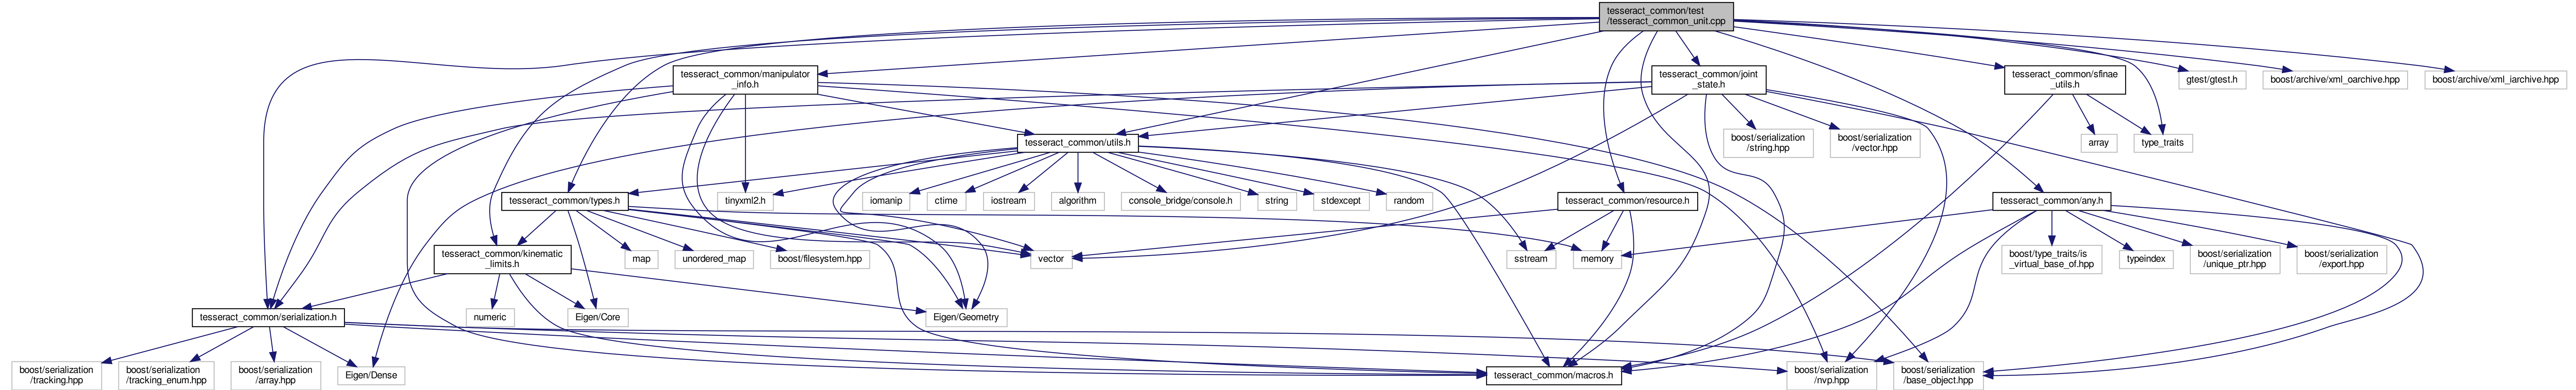 tesseract_common/test
/tesseract_common_unit.cpp
tesseract_common/manipulator
_info.h
tesseract_common/joint
_state.h
tesseract_common/sfinae
_utils.h
gtest/gtest.h
boost/archive/xml_oarchive.hpp
boost/archive/xml_iarchive.hpp
tesseract_common/utils.h
boost/serialization
/string.hpp
boost/serialization
/vector.hpp
array
type_traits
tesseract_common/types.h
tinyxml2.h
iomanip
ctime
iostream
algorithm
console_bridge/console.h
string
stdexcept
random
tesseract_common/resource.h
tesseract_common/any.h
tesseract_common/kinematic
_limits.h
map
unordered_map
boost/filesystem.hpp
vector
sstream
memory
boost/type_traits/is
_virtual_base_of.hpp
typeindex
boost/serialization
/unique_ptr.hpp
boost/serialization
/export.hpp
tesseract_common/serialization.h
numeric
Eigen/Core
Eigen/Geometry
boost/serialization
/tracking.hpp
boost/serialization
/tracking_enum.hpp
boost/serialization
/array.hpp
Eigen/Dense
tesseract_common/macros.h
boost/serialization
/nvp.hpp
boost/serialization
/base_object.hpp